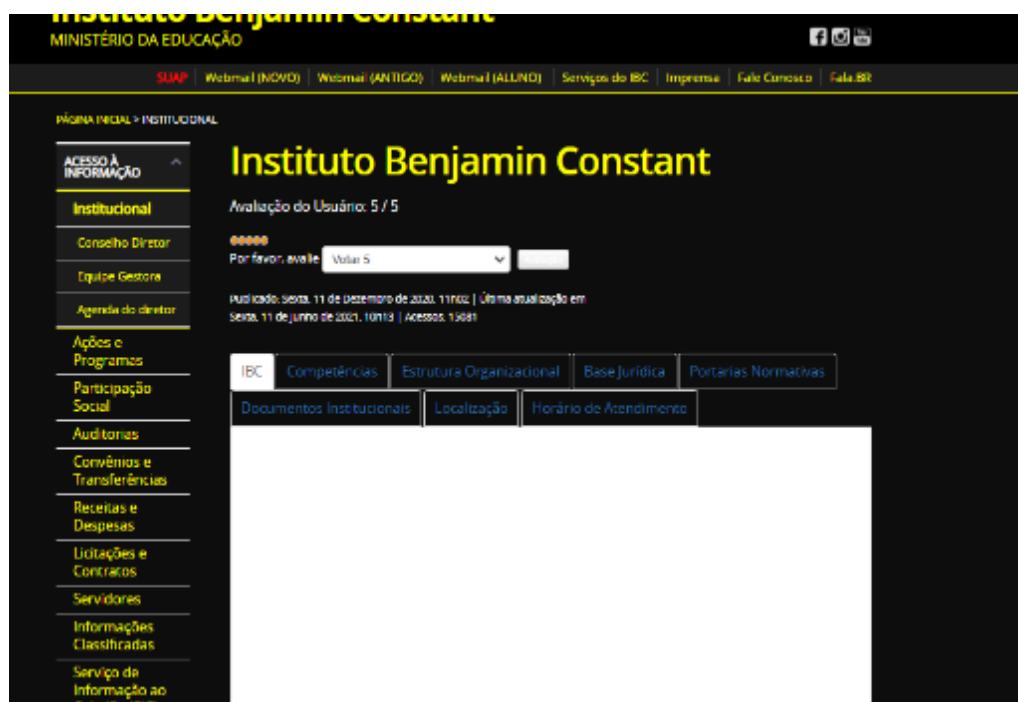 Instituto Benjamin Constant
MINISTÉRIO DA EDUCAÇÃO
SUAP Webmail (NOVO) Webmail (ANTIGO) Webmail (ALUNO) Serviços do IBC Imprensa Fale Conosco Fala.BR
PÁGINA INICIAL > INSTITUCIONAL
ACESSO À
INFORMAÇÃO
Institucional
Conselho Diretor
Equipe Gestora
Agenda do diretor
Ações e
Programas
Participação
Social
Auditorias
Convênios e
Transferências
Receitas e
Despesas
Licitações e
Contratos
Servidores
Informações
Classificadas
Serviço de
Informação ao
Instituto Benjamin Constant
Avaliação do Usuário: 5 / 5
Por favor, avalie Votar 5
Publicado: Sexta, 11 de Dezembro de 2020, 11h02 | Última atualização em
Sexta, 11 de Junho de 2021, 10h13 | Acessos: 15081
IBC Competências Estrutura Organizacional Base Jurídica Portarias Normativas
Documentos Institucionais Localização Horário de Atendimento